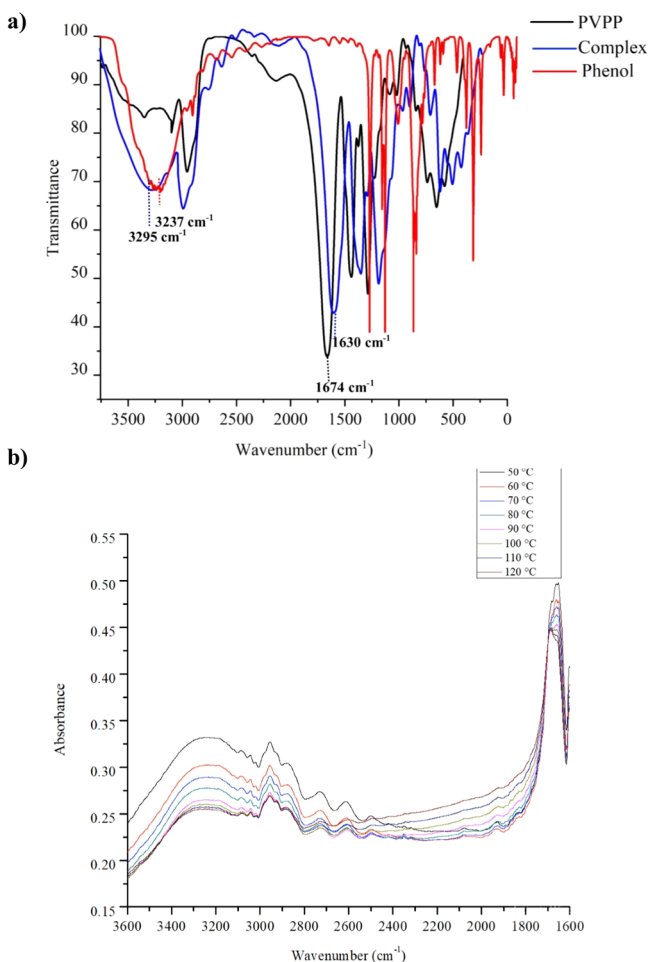 a)
PVPP
Complex
Phenol
100
90
80
70
60
50
40
30
Transmittance
3237 cm-1
3295 cm-1
1630 cm-1
1674 cm-1
3500 3000 2500 2000 1500 1000 500 0
Wavenumber (cm-1)
b)
50 °C
60 °C
70 °C
80 °C
90 °C
100 °C
110 °C
120 °C
0.55
0.50
0.45
0.40
0.35
0.30
0.25
0.20
0.15
Absorbance
3600 3400 3200 3000 2800 2600 2400 2200 2000 1800 1600
Wavenumber (cm-1)